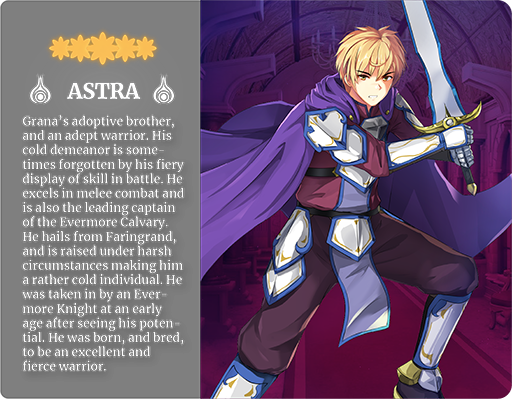 ASTRA
Grana's adoptive brother,
and an adept warrior. His
cold demeanor is some-
times forgotten by his fiery
display of skill in battle. He
excels in melee combat and
is also the leading captain
of the Evermore Calvary.
He hails from Faringrand,
and is raised under harsh
circumstances making him
a rather cold individual. He
was taken in by an Ever-
more Knight at an early
age after seeing his poten-
tial. He was born, and bred,
to be an excellent and
fierce warrior.